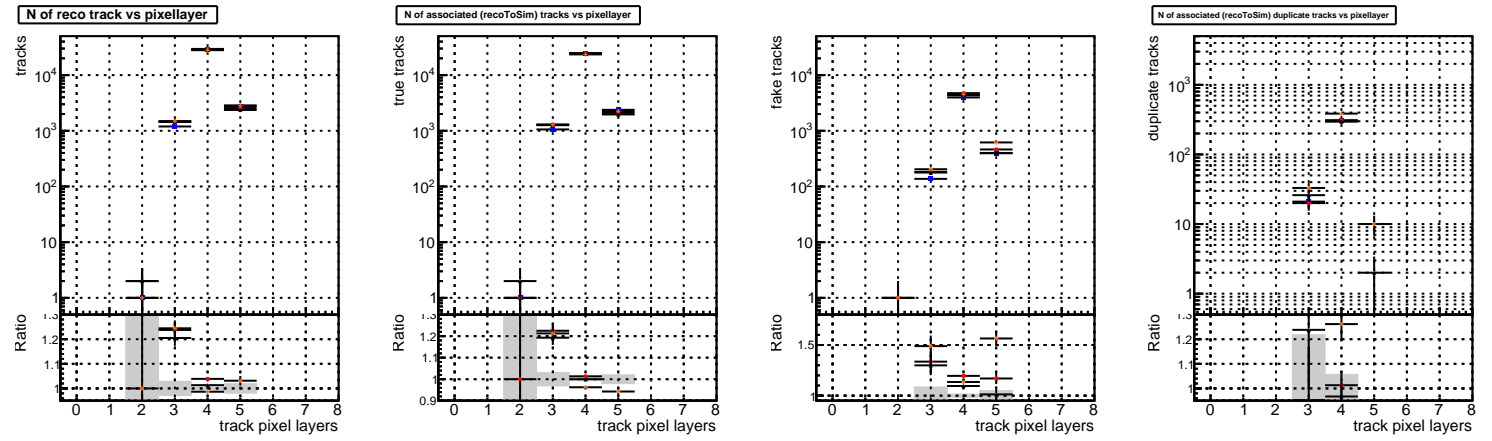 N of reco track vs pixellayer
tracks
10^4
10^3
10^2
10
1
Ratio
1.3
1.2
1.1
1
0 1 2 3 4 5 6 7 8
track pixel layers
N of associated (recoToSim) tracks vs pixellayer
true tracks
10^4
10^3
10^2
10
1
Ratio
1.3
1.2
1.1
1
0.9
0 1 2 3 4 5 6 7 8
track pixel layers
fake tracks
10^4
10^3
10^2
10
1
Ratio
1.5
1
0 1 2 3 4 5 6 7 8
track pixel layers
N of associated (recoToSim) duplicate tracks vs pixellayer
duplicate tracks
10^3
10^2
10
1
Ratio
1.3
1.2
1.1
1
0 1 2 3 4 5 6 7 8
track pixel layers